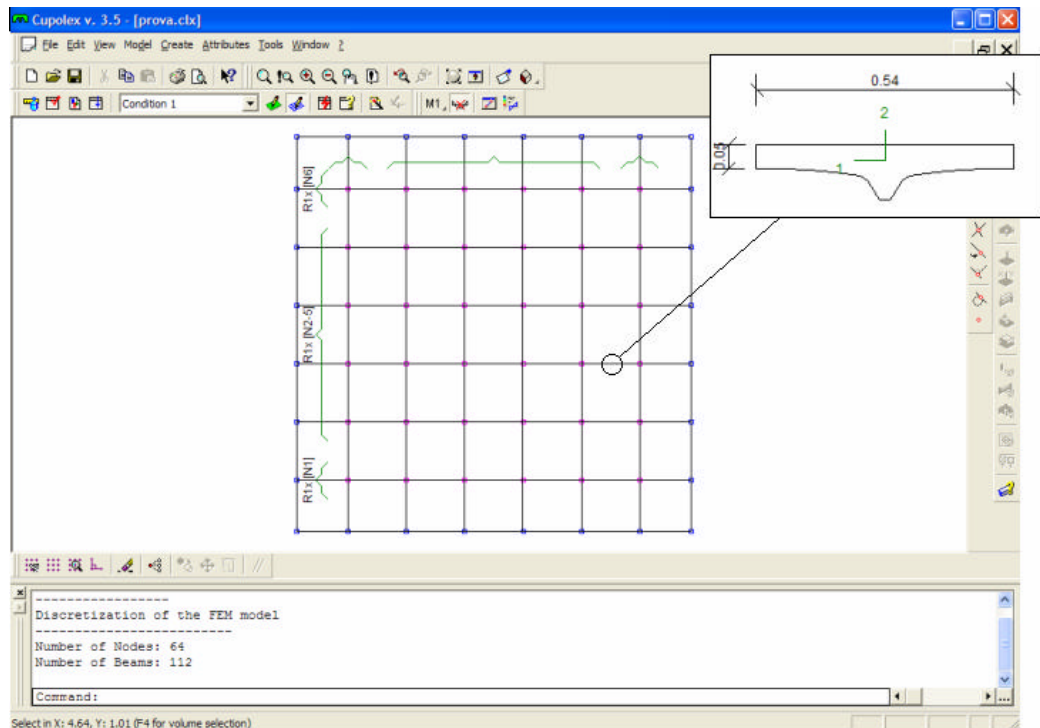 Cupolex v. 3.5 - [prova.clx]
File Edit View Model Create Attributes Tools Window ?
Condition 1
M1,
0.54
2
0.05
1
R1x [N6]
R1x [N2-5]
R1x [N1]
-----------------
Discretization of the FEM model
-------------------------
Number of Nodes: 64
Number of Beams: 112
Command:
Select in X: 4.64, Y: 1.01 (F4 for volume selection)